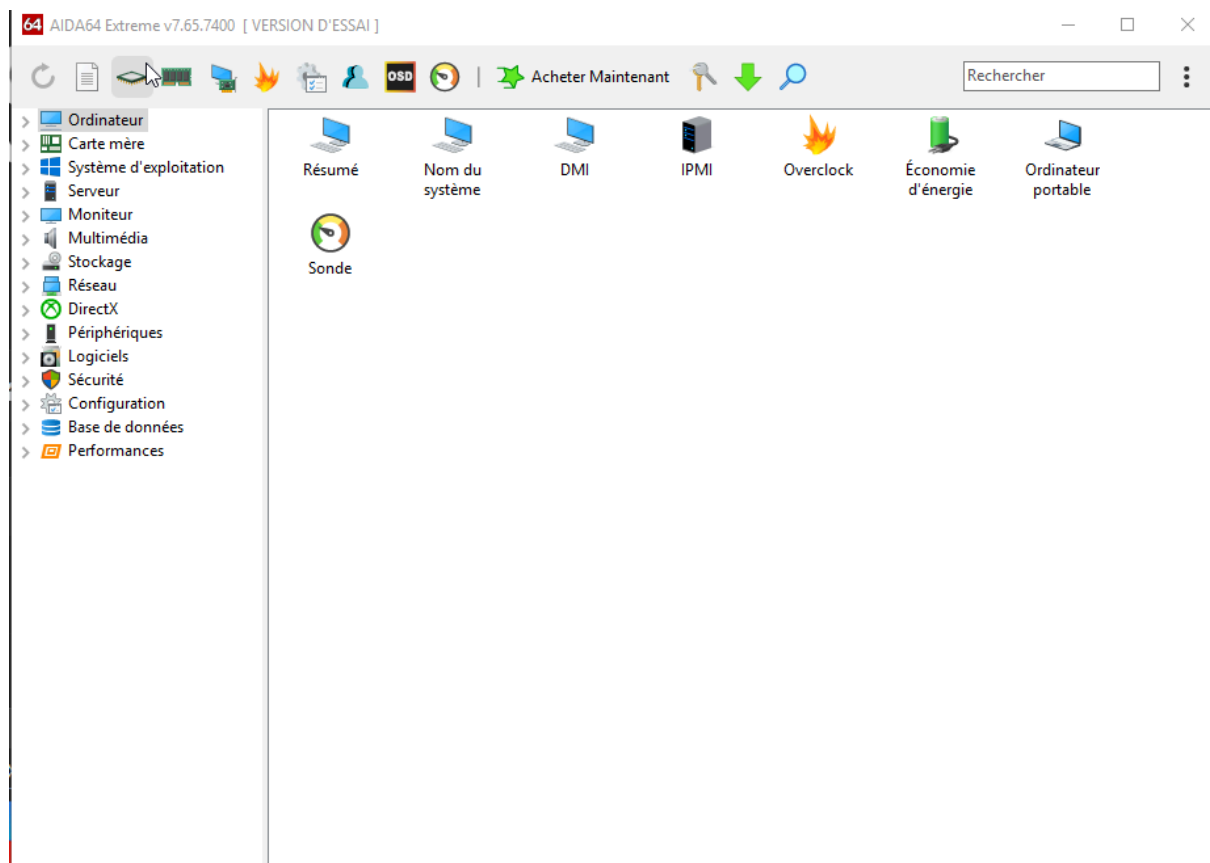 64 AIDA64 Extreme v7.65.7400 [ VERSION D'ESSAI ]
OSD Acheter Maintenant Rechercher
Ordinateur
Carte mère
Système d'exploitation
Serveur
Moniteur
Multimédia
Stockage
Réseau
DirectX
Périphériques
Logiciels
Sécurité
Configuration
Base de données
Performances
Résumé
Nom du
système
DMI
IPMI
Overclock
Économie
d'énergie
Ordinateur
portable
Sonde